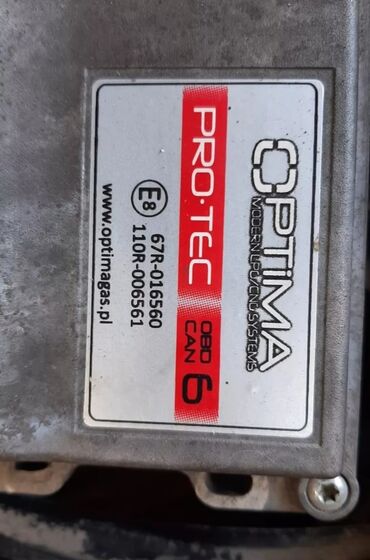 OPTiMA
MODERN LPG/CNG SYSTEMS
PRO·TEC OBD CAN 6
E8
67R-016560
110R-006561
www.optimagas.pl